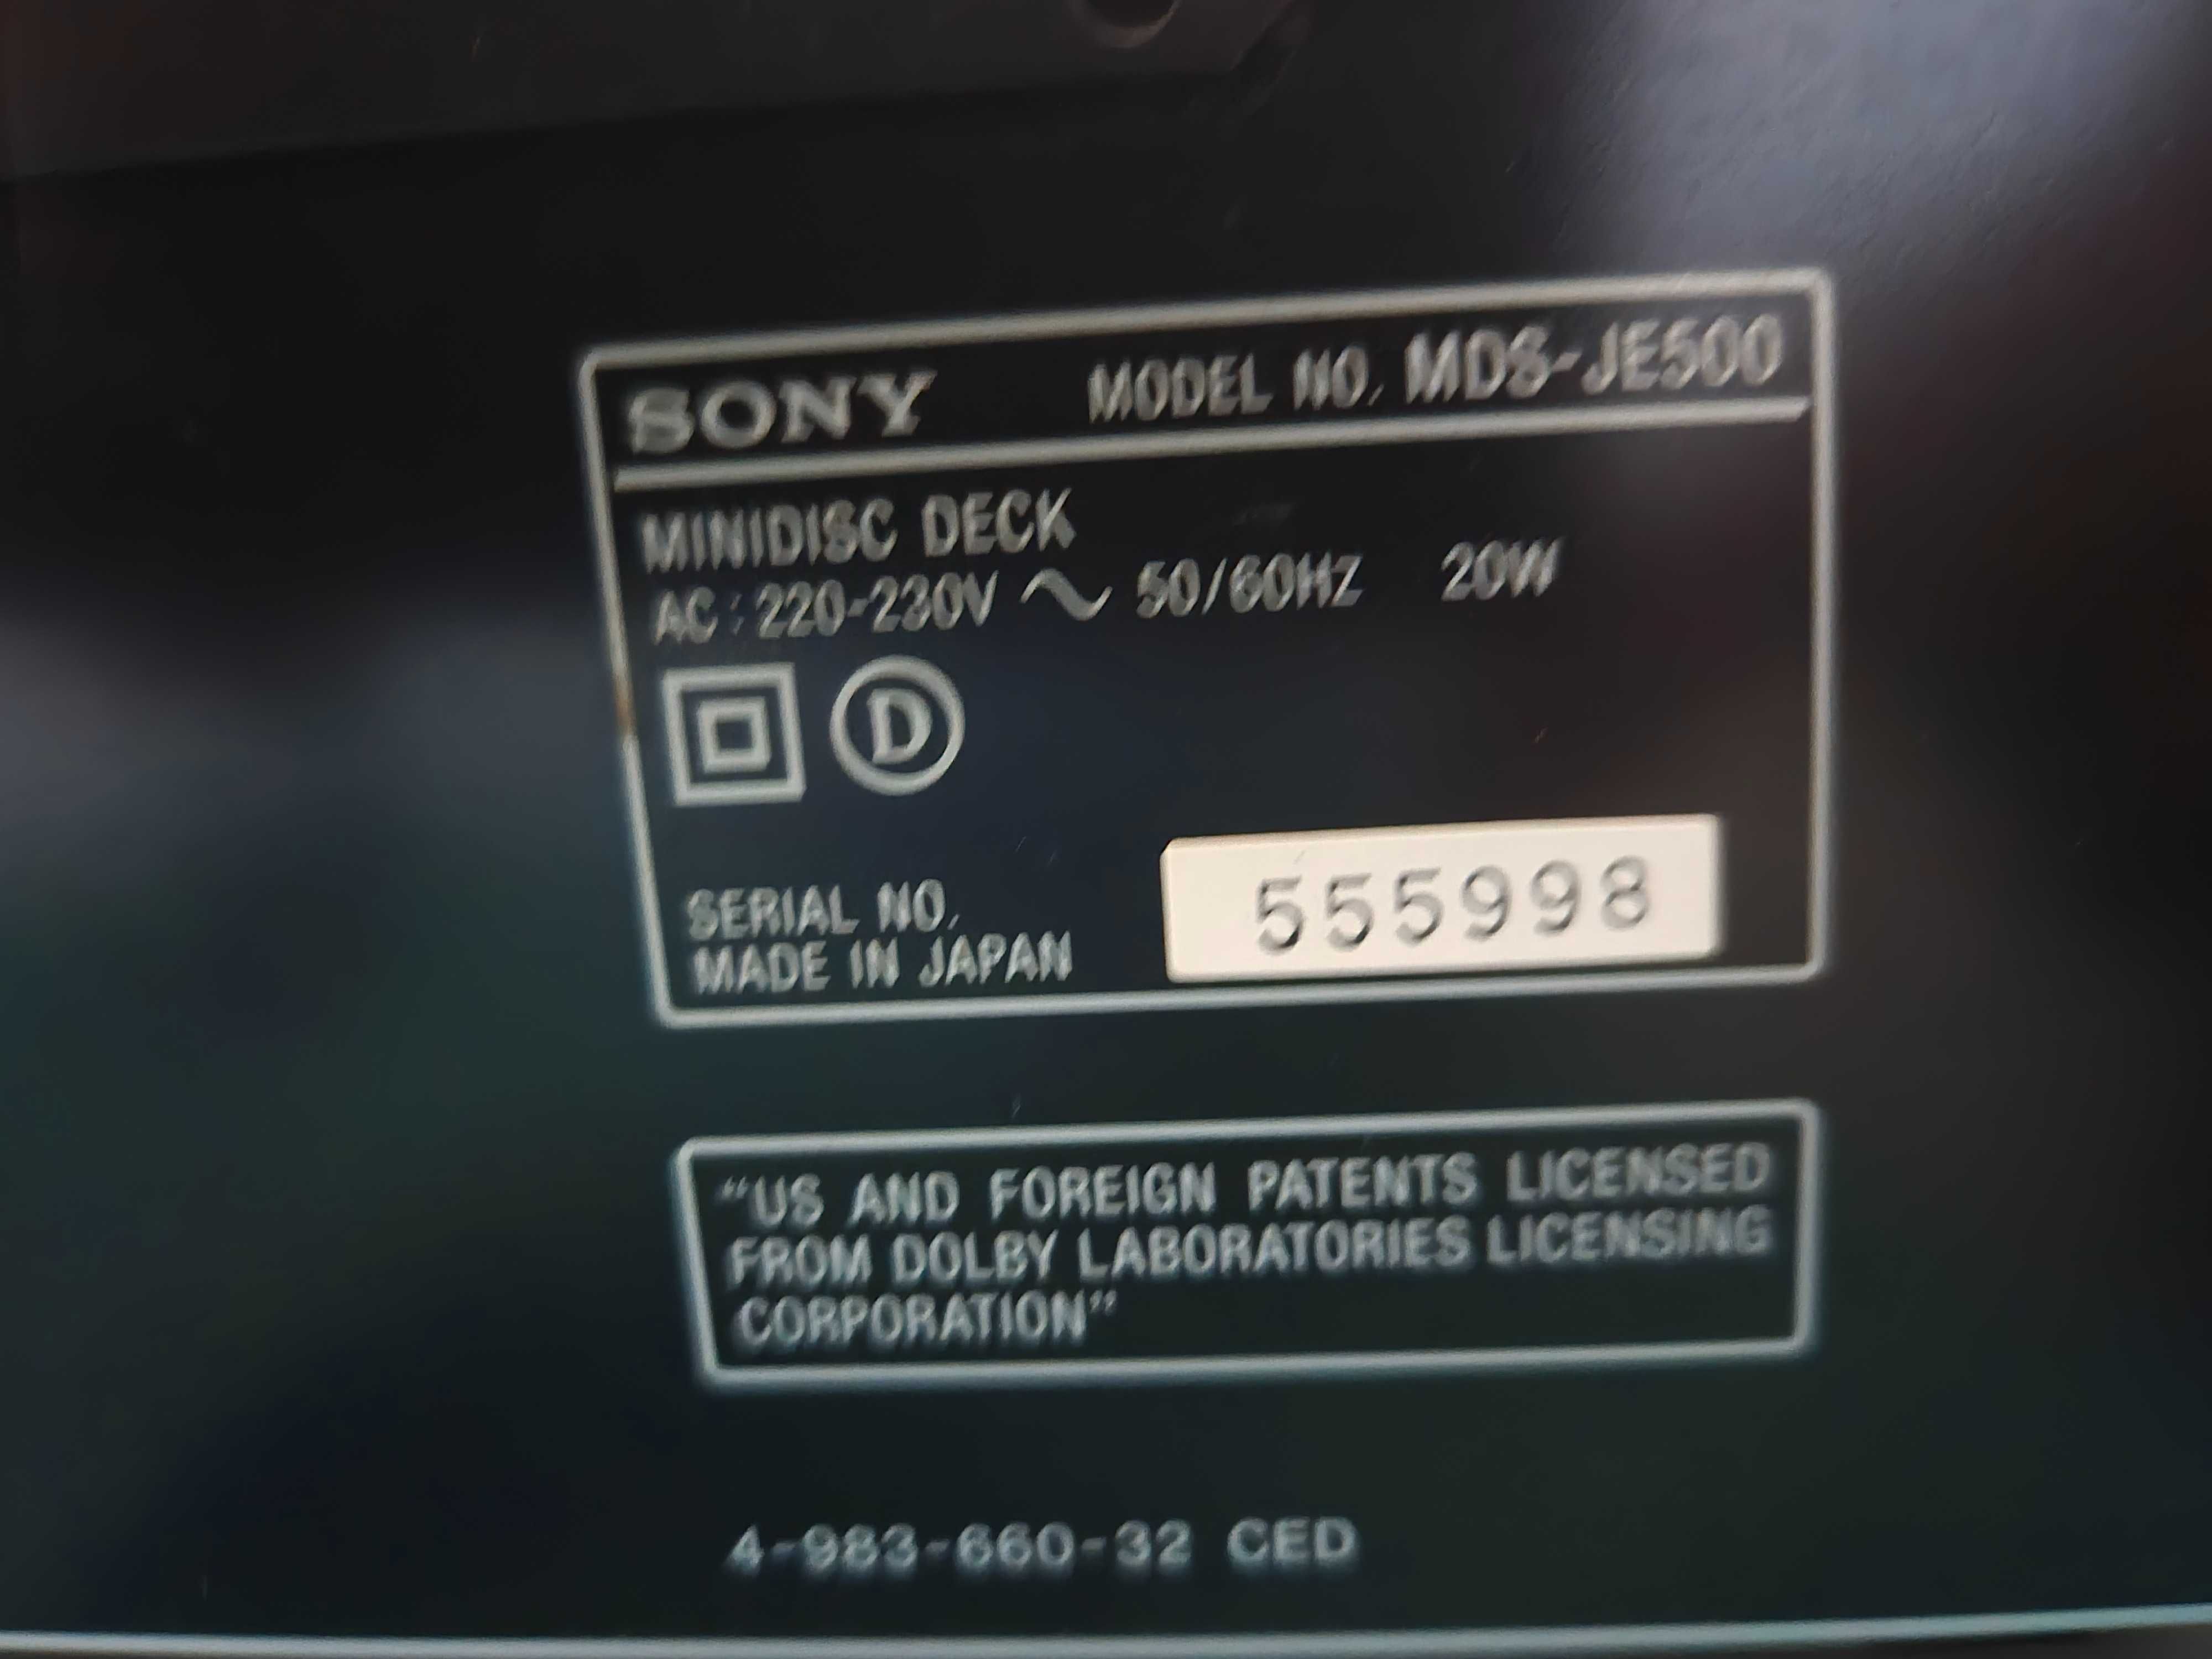 SONY MODEL NO. MDS-JE500
MINIDISC DECK
AC: 220-230V ~ 50/60HZ 20W
D
SERIAL NO. 555998
MADE IN JAPAN
“US AND FOREIGN PATENTS LICENSED
FROM DOLBY LABORATORIES LICENSING
CORPORATION”
4-983-660-32 CED